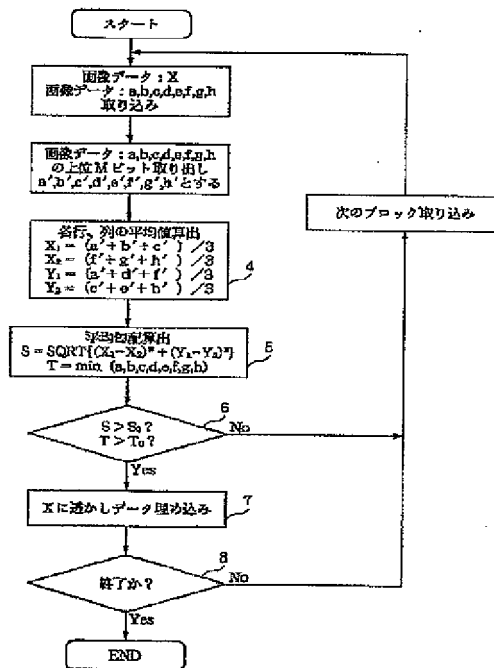 スタート
画像データ：X
画像データ：a,b,c,d,e,f,g,h
取り込み
画像データ：a,b,c,d,e,f,g,h
の上位Mビット取り出し
a',b',c',d',e',f',g',h'とする
各行、列の平均値算出
X₁＝(a'+b'+c')／3
X₂＝(f'+g'+h')／3
Y₁＝(a'+d'+f')／3
Y₂＝(c'+e'+h')／3
4
平均勾配算出
S＝SQRT{(X₁-X₂)²+(Y₁-Y₂)²}
T＝min (a,b,c,d,e,f,g,h)
5
S＞S₀？
T＞T₀？
6
No
Yes
Xに透かしデータ埋め込み
7
終了か？
8
No
Yes
END
次のブロック取り込み